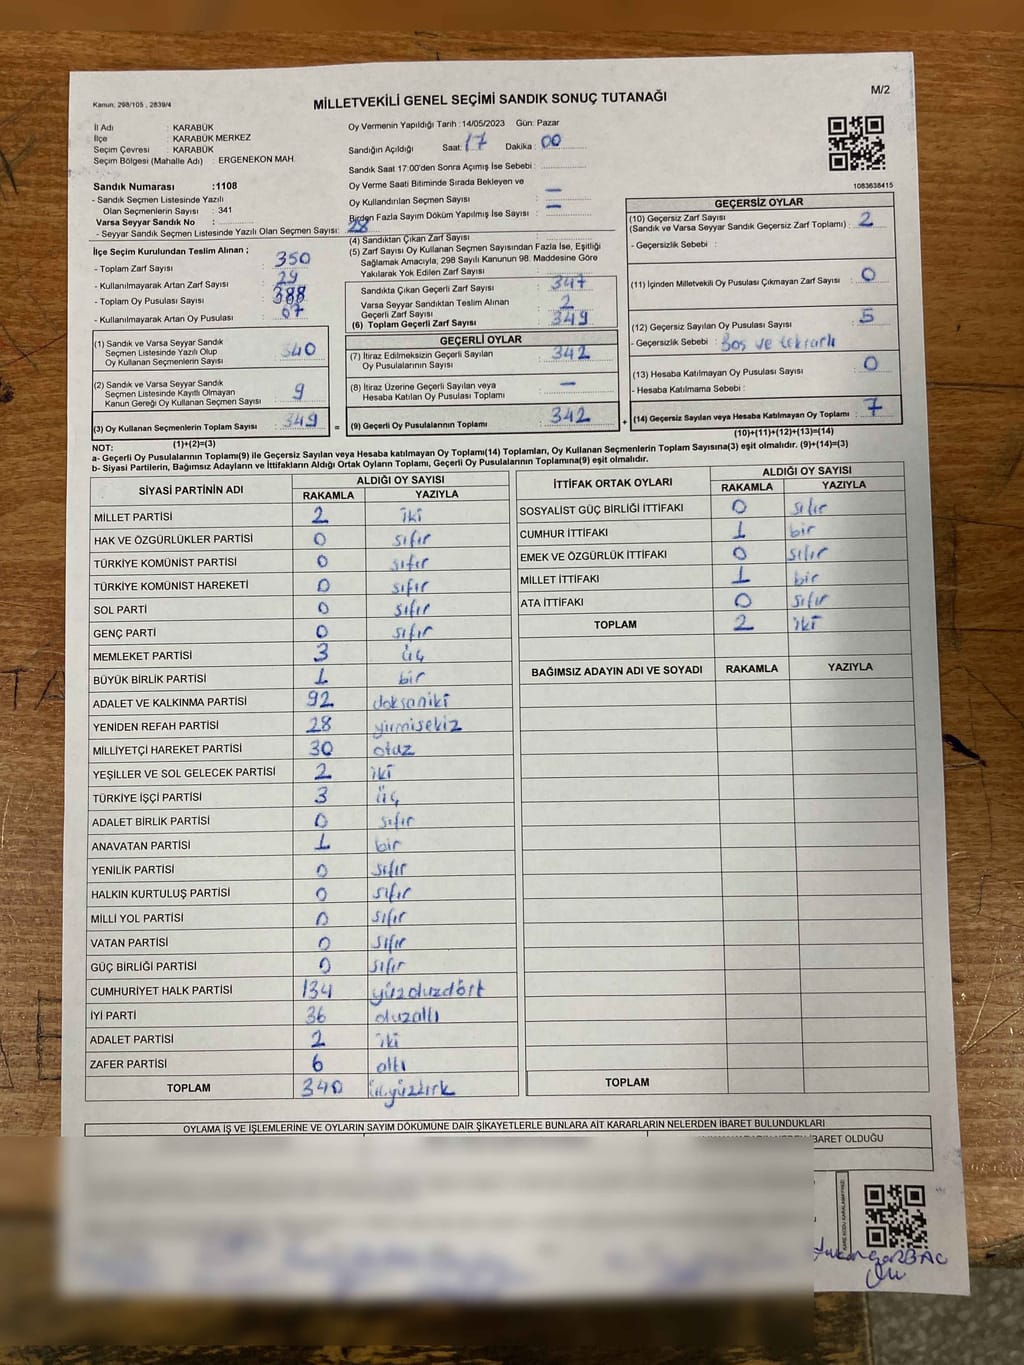 Kanun: 298/105 , 2839/4
MİLLETVEKİLİ GENEL SEÇİMİ SANDIK SONUÇ TUTANAĞI
M/2
İl Adı : KARABÜK
İlçe : KARABÜK MERKEZ
Seçim Çevresi : KARABÜK
Seçim Bölgesi (Mahalle Adı) : ERGENEKON MAH.
Sandık Numarası :1108
- Sandık Seçmen Listesinde Yazılı
Olan Seçmenlerin Sayısı : 341
Varsa Seyyar Sandık No :
- Seyyar Sandık Seçmen Listesinde Yazılı Olan Seçmen Sayısı:
Oy Vermenin Yapıldığı Tarih :14/05/2023 Gün: Pazar
Sandığın Açıldığı Saat: 17 Dakika : 00
Sandık Saat 17:00'den Sonra Açımış İse Sebebi :
Oy Verme Saati Bitiminde Sırada Bekleyen ve
Oy Kullandırılan Seçmen Sayısı : —
Birden Fazla Sayım Döküm Yapılmış İse Sayısı : —
28
1083638415
İlçe Seçim Kurulundan Teslim Alınan ;
- Toplam Zarf Sayısı : 350
- Kullanılmayarak Artan Zarf Sayısı : 29
- Toplam Oy Pusulası Sayısı : 388
- Kullanılmayarak Artan Oy Pusulası : 67
(1) Sandık ve Varsa Seyyar Sandık
Seçmen Listesinde Yazılı Olup
Oy Kullanan Seçmenlerin Sayısı : 340
(2) Sandık ve Varsa Seyyar Sandık
Seçmen Listesinde Kayıtlı Olmayan
Kanun Gereği Oy Kullanan Seçmen Sayısı : 9
(3) Oy Kullanan Seçmenlerin Toplam Sayısı : 349 =
(1)+(2)=(3)
(4) Sandıktan Çıkan Zarf Sayısı :
(5) Zarf Sayısı Oy Kullanan Seçmen Sayısından Fazla İse, Eşitliği
Sağlamak Amacıyla, 298 Sayılı Kanunun 98. Maddesine Göre
Yakılarak Yok Edilen Zarf Sayısı :
Sandıkta Çıkan Geçerli Zarf Sayısı : 347
Varsa Seyyar Sandıktan Teslim Alınan
Geçerli Zarf Sayısı : 2
(6) Toplam Geçerli Zarf Sayısı : 349
GEÇERLİ OYLAR
(7) İtiraz Edilmeksizin Geçerli Sayılan
Oy Pusulalarının Sayısı : 342
(8) İtiraz Üzerine Geçerli Sayılan veya
Hesaba Katılan Oy Pusulası Toplamı : —
(9) Geçerli Oy Pusulalarının Toplamı : 342 +
GEÇERSİZ OYLAR
(10) Geçersiz Zarf Sayısı
(Sandık ve Varsa Seyyar Sandık Geçersiz Zarf Toplamı) : 2
- Geçersizlik Sebebi :
(11) İçinden Milletvekili Oy Pusulası Çıkmayan Zarf Sayısı : 0
(12) Geçersiz Sayılan Oy Pusulası Sayısı : 5
- Geçersizlik Sebebi : Boş ve tekrarlı
(13) Hesaba Katılmayan Oy Pusulası Sayısı : 0
- Hesaba Katılmama Sebebi :
(14) Geçersiz Sayılan veya Hesaba Katılmayan Oy Toplamı : 7
(10)+(11)+(12)+(13)=(14)
NOT:
a- Geçerli Oy Pusulalarının Toplamı(9) ile Geçersiz Sayılan veya Hesaba katılmayan Oy Toplamı(14) Toplamları, Oy Kullanan Seçmenlerin Toplam Sayısına(3) eşit olmalıdır. (9)+(14)=(3)
b- Siyasi Partilerin, Bağımsız Adayların ve İttifakların Aldığı Ortak Oyların Toplamı, Geçerli Oy Pusulalarının Toplamına(9) eşit olmalıdır.
SİYASİ PARTİNİN ADI
ALDIĞI OY SAYISI
RAKAMLA YAZIYLA
MİLLET PARTİSİ 2 iki
HAK VE ÖZGÜRLÜKLER PARTİSİ 0 sıfır
TÜRKİYE KOMÜNİST PARTİSİ 0 sıfır
TÜRKİYE KOMÜNİST HAREKETİ 0 sıfır
SOL PARTİ 0 sıfır
GENÇ PARTİ 0 sıfır
MEMLEKET PARTİSİ 3 üç
BÜYÜK BİRLİK PARTİSİ 1 bir
ADALET VE KALKINMA PARTİSİ 92 doksaniki
YENİDEN REFAH PARTİSİ 28 yirmisekiz
MİLLİYETÇİ HAREKET PARTİSİ 30 otuz
YEŞİLLER VE SOL GELECEK PARTİSİ 2 iki
TÜRKİYE İŞÇİ PARTİSİ 3 üç
ADALET BİRLİK PARTİSİ 0 sıfır
ANAVATAN PARTİSİ 1 bir
YENİLİK PARTİSİ 0 sıfır
HALKIN KURTULUŞ PARTİSİ 0 sıfır
MİLLİ YOL PARTİSİ 0 sıfır
VATAN PARTİSİ 0 sıfır
GÜÇ BİRLİĞİ PARTİSİ 0 sıfır
CUMHURİYET HALK PARTİSİ 134 yüzotuzdört
İYİ PARTİ 36 otuzaltı
ADALET PARTİSİ 2 iki
ZAFER PARTİSİ 6 altı
TOPLAM 340 üçyüzkırk
İTTİFAK ORTAK OYLARI
ALDIĞI OY SAYISI
RAKAMLA YAZIYLA
SOSYALİST GÜÇ BİRLİĞİ İTTİFAKI 0 sıfır
CUMHUR İTTİFAKI 1 bir
EMEK VE ÖZGÜRLÜK İTTİFAKI 0 sıfır
MİLLET İTTİFAKI 1 bir
ATA İTTİFAKI 0 sıfır
TOPLAM 2 iki
BAĞIMSIZ ADAYIN ADI VE SOYADI RAKAMLA YAZIYLA
TOPLAM
OYLAMA İŞ VE İŞLEMLERİNE VE OYLARIN SAYIM DÖKÜMÜNE DAİR ŞİKAYETLERLE BUNLARA AİT KARARLARIN NELERDEN İBARET BULUNDUKLARI
İBARET OLDUĞU